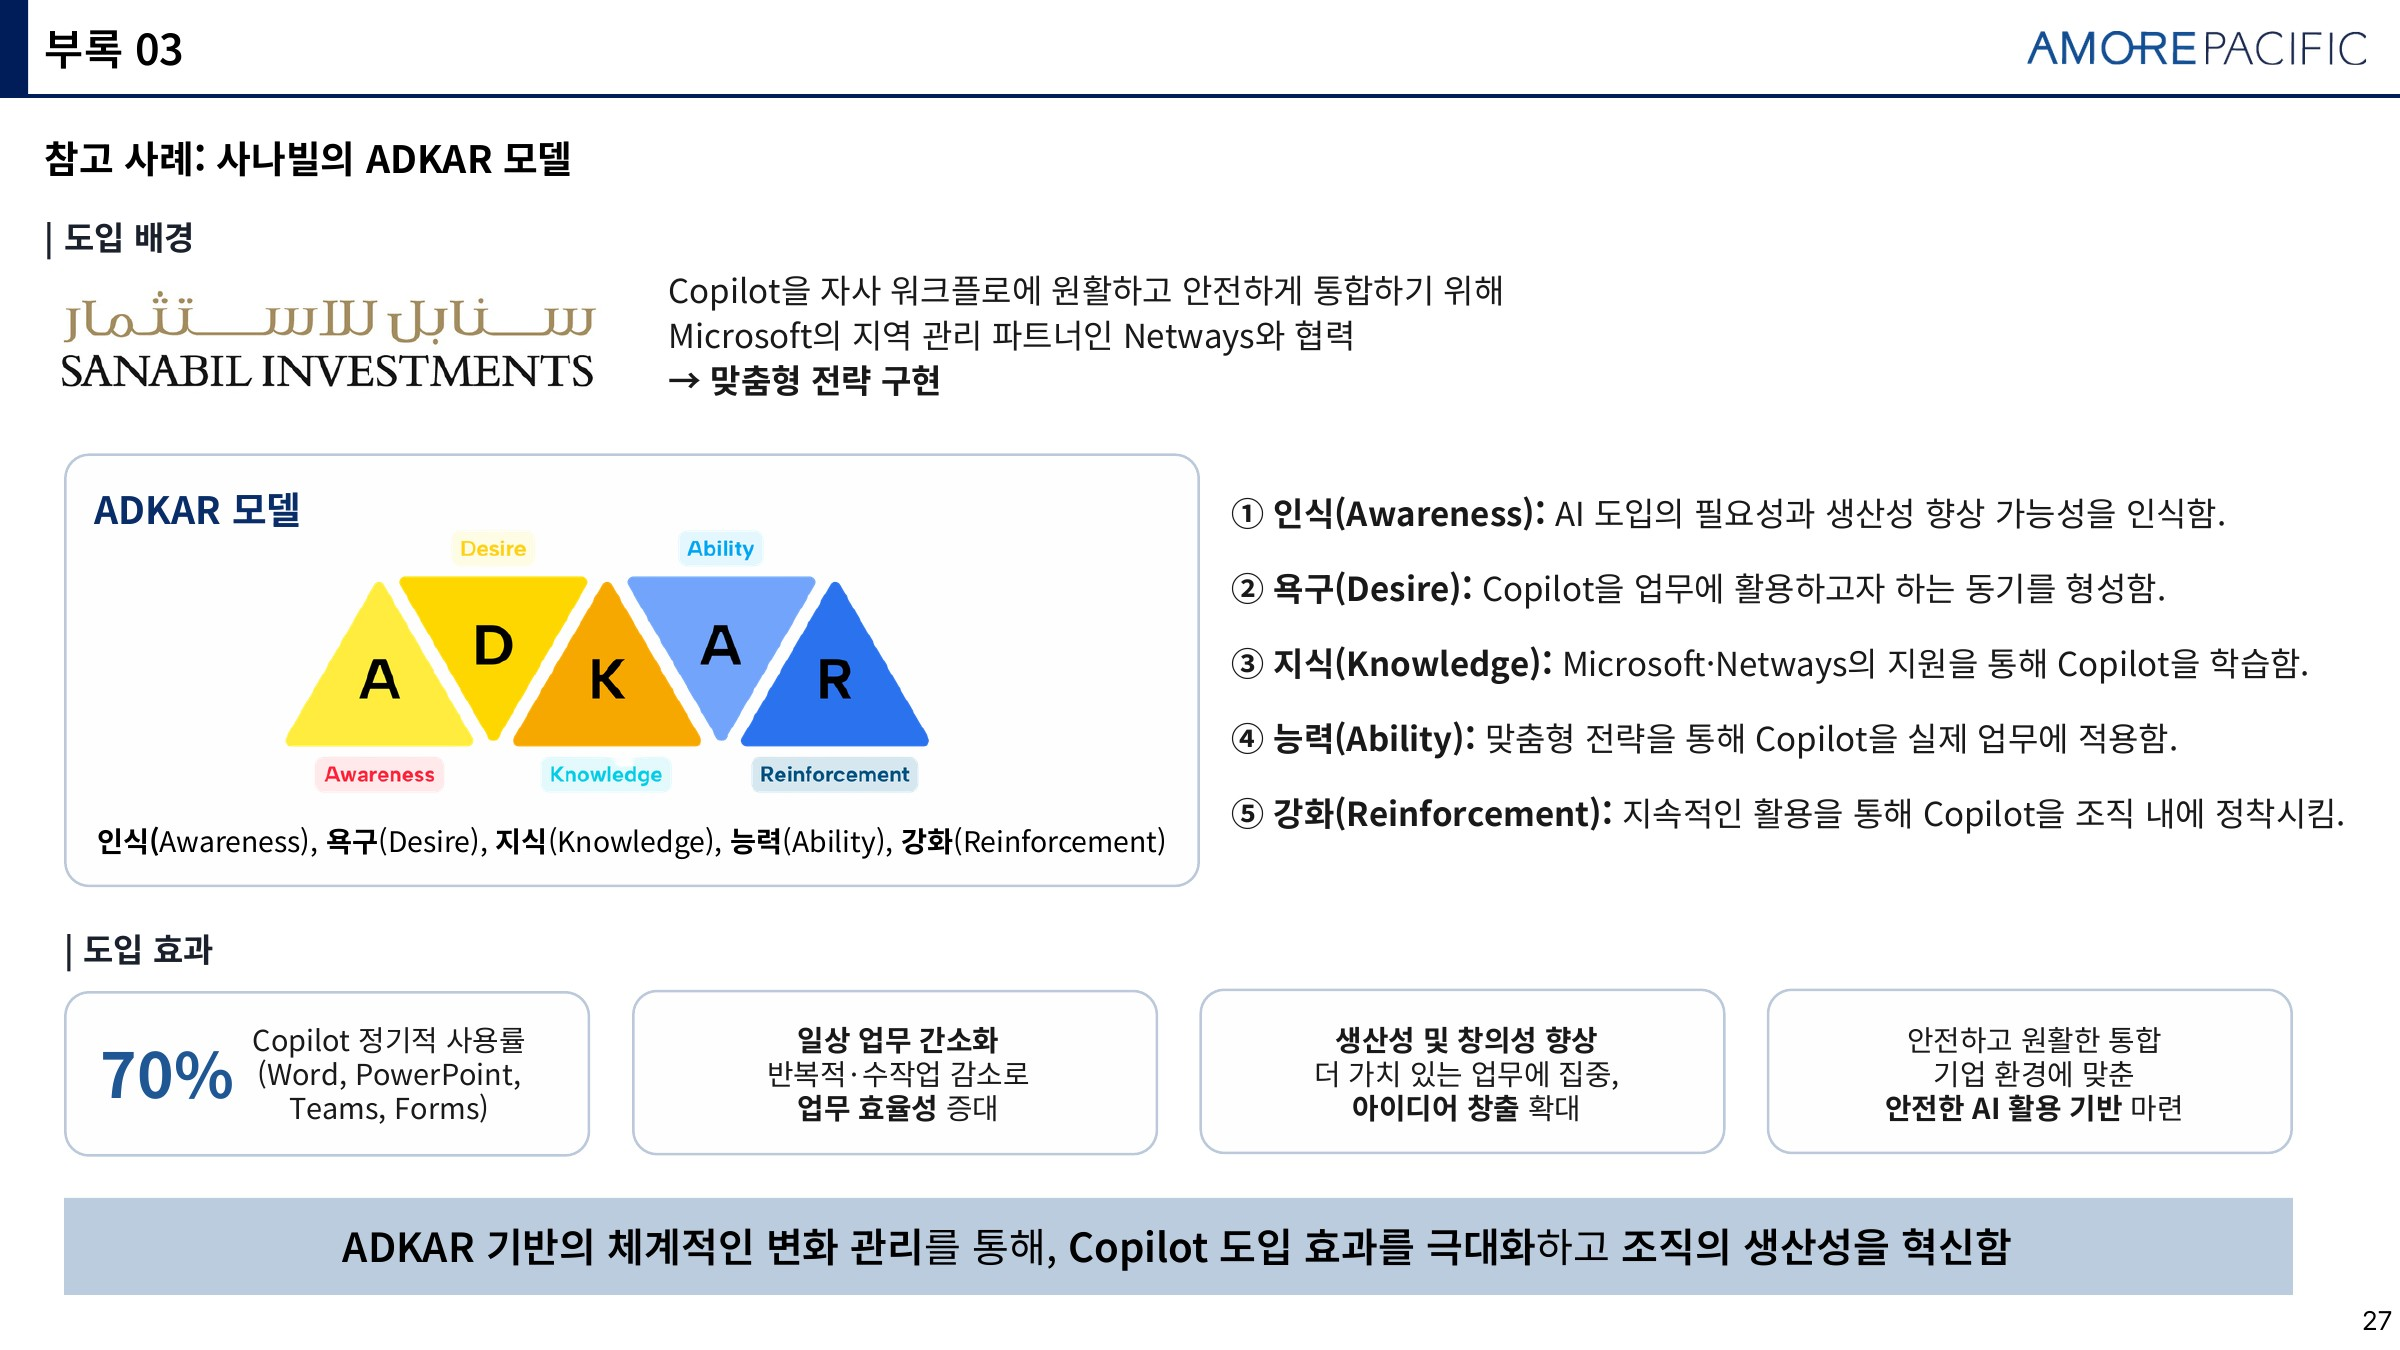 부록 03
AMOREPACIFIC
참고 사례: 사나빌의 ADKAR 모델
| 도입 배경
سنابل للاستثمار
SANABIL INVESTMENTS
Copilot을 자사 워크플로에 원활하고 안전하게 통합하기 위해
Microsoft의 지역 관리 파트너인 Netways와 협력
→ 맞춤형 전략 구현
ADKAR 모델
Desire
Ability
A
D
K
A
R
Awareness
Knowledge
Reinforcement
인식(Awareness), 욕구(Desire), 지식(Knowledge), 능력(Ability), 강화(Reinforcement)
① 인식(Awareness): AI 도입의 필요성과 생산성 향상 가능성을 인식함.
② 욕구(Desire): Copilot을 업무에 활용하고자 하는 동기를 형성함.
③ 지식(Knowledge): Microsoft·Netways의 지원을 통해 Copilot을 학습함.
④ 능력(Ability): 맞춤형 전략을 통해 Copilot을 실제 업무에 적용함.
⑤ 강화(Reinforcement): 지속적인 활용을 통해 Copilot을 조직 내에 정착시킴.
| 도입 효과
70%
Copilot 정기적 사용률
(Word, PowerPoint,
Teams, Forms)
일상 업무 간소화
반복적·수작업 감소로
업무 효율성 증대
생산성 및 창의성 향상
더 가치 있는 업무에 집중,
아이디어 창출 확대
안전하고 원활한 통합
기업 환경에 맞춘
안전한 AI 활용 기반 마련
ADKAR 기반의 체계적인 변화 관리를 통해, Copilot 도입 효과를 극대화하고 조직의 생산성을 혁신함
27